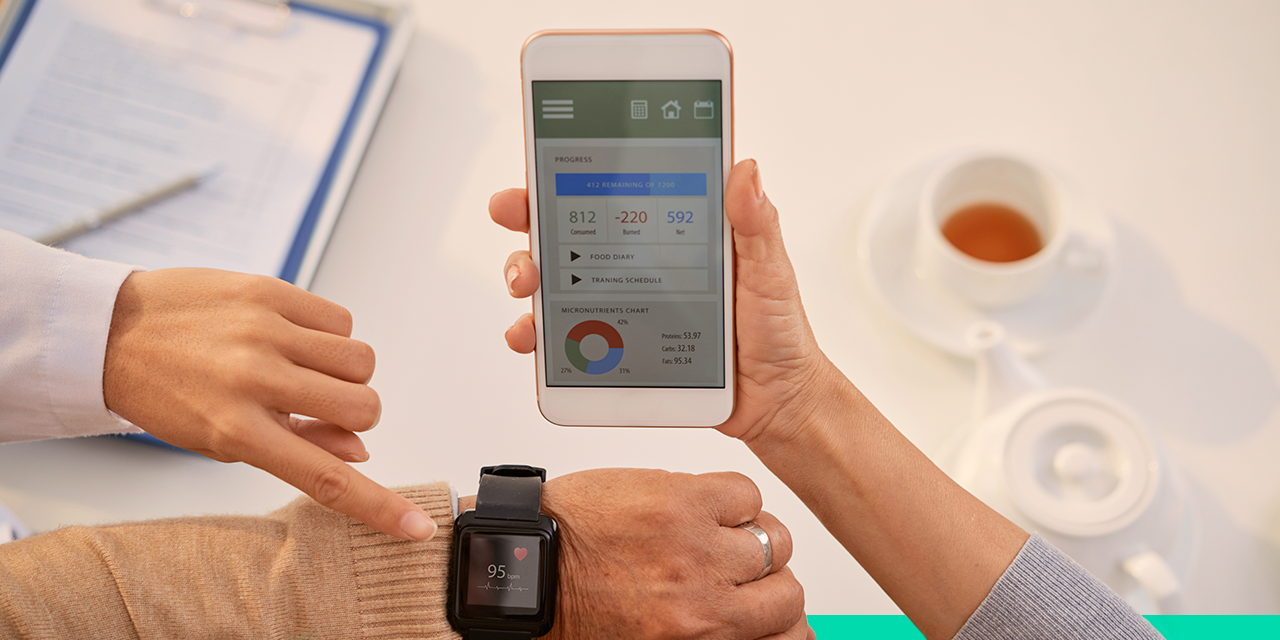 PROGRESS
412 REMAINING OF 1200
812 -220 592
Consumed Burned Net
FOOD DIARY
TRANING SCHEDULE
MICRONUTRIENTS CHART
42%
Proteins: 53.97
Carbs: 32,18
Fats: 95.34
27% 31%
95 bpm